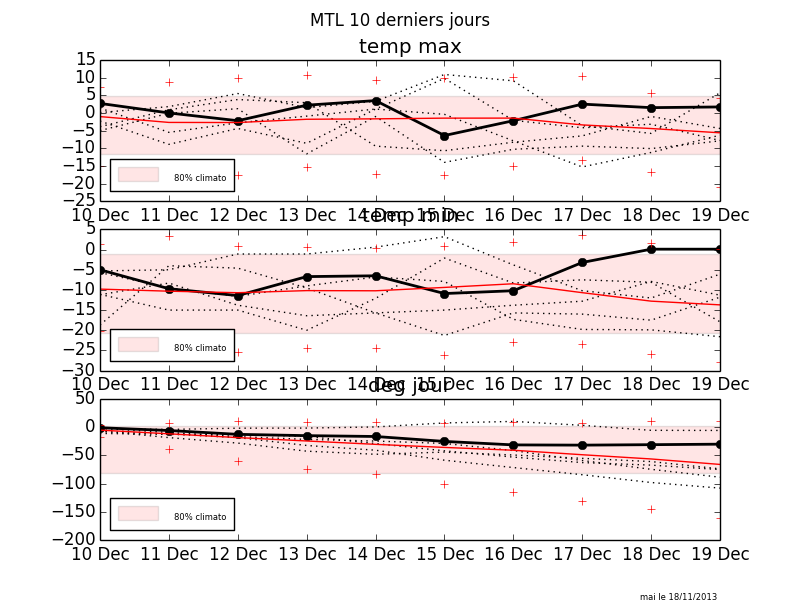 MTL 10 derniers jours
temp max
15
10
5
0
−5
−10
−15
−20
−25
80% climato
10 Dec 11 Dec 12 Dec 13 Dec 14 Dec 15 Dec 16 Dec 17 Dec 18 Dec 19 Dec
temp min
5
0
−5
−10
−15
−20
−25
−30
80% climato
10 Dec 11 Dec 12 Dec 13 Dec 14 Dec 15 Dec 16 Dec 17 Dec 18 Dec 19 Dec
deg jour
50
0
−50
−100
−150
−200
80% climato
10 Dec 11 Dec 12 Dec 13 Dec 14 Dec 15 Dec 16 Dec 17 Dec 18 Dec 19 Dec
maj le 18/11/2013